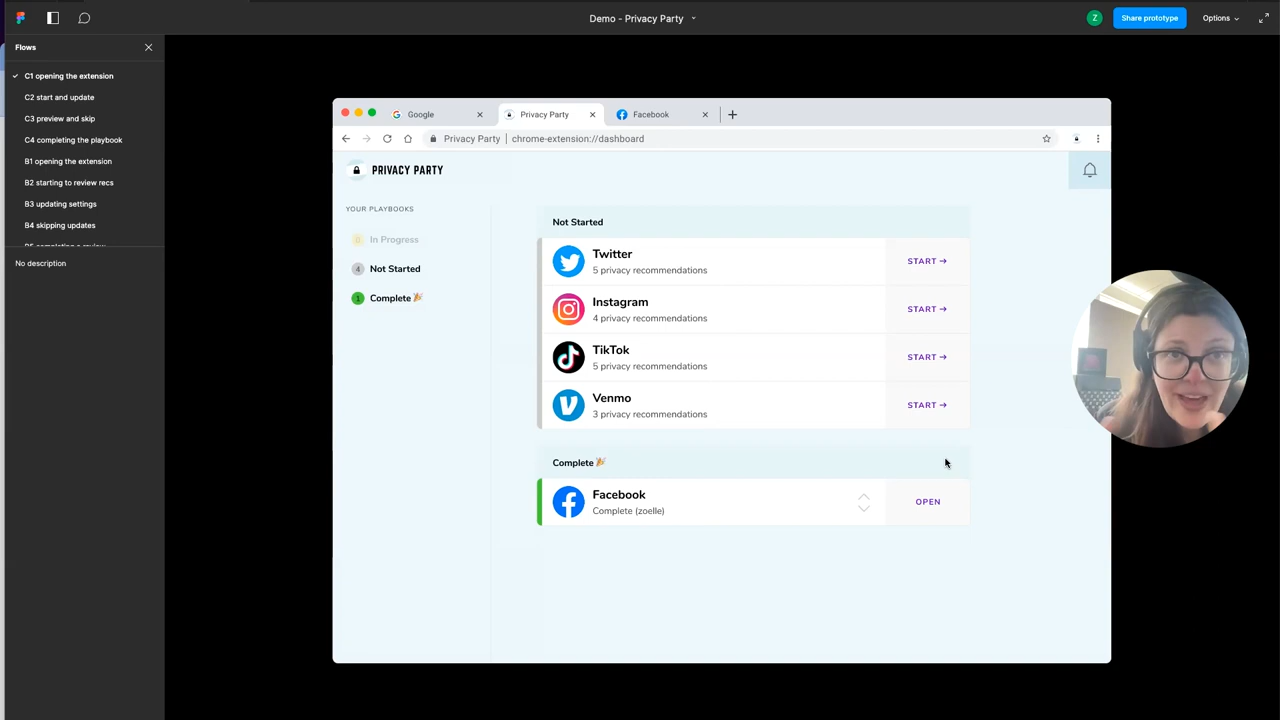 Demo - Privacy Party
Z
Share prototype
Options
Flows
C1 opening the extension
C2 start and update
C3 preview and skip
C4 completing the playbook
B1 opening the extension
B2 starting to review recs
B3 updating settings
B4 skipping updates
B5 completing a review
No description
Google
Privacy Party
Facebook
Privacy Party | chrome-extension://dashboard
PRIVACY PARTY
YOUR PLAYBOOKS
0 In Progress
4 Not Started
1 Complete 🎉
Not Started
Twitter
5 privacy recommendations
START →
Instagram
4 privacy recommendations
START →
TikTok
5 privacy recommendations
START →
Venmo
3 privacy recommendations
START →
Complete 🎉
Facebook
Complete (zoelle)
OPEN